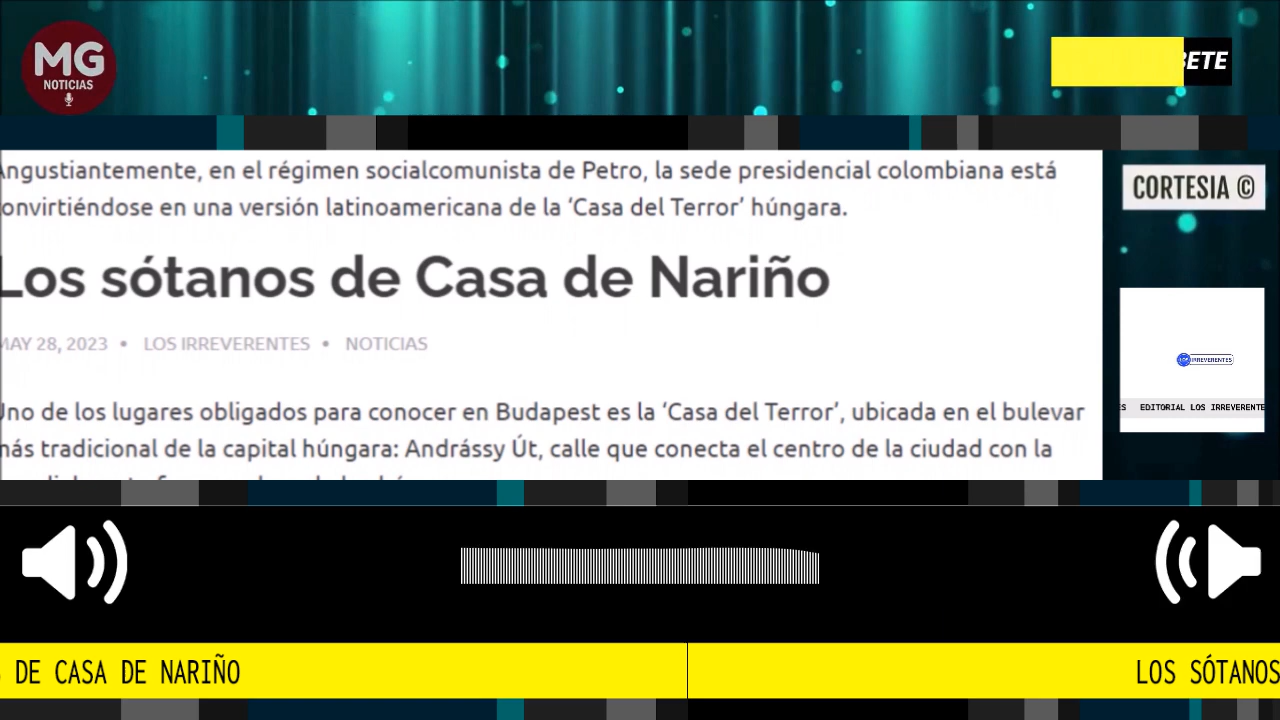 MG
NOTICIAS
BETE
Angustiantemente, en el régimen socialcomunista de Petro, la sede presidencial colombiana está
onvirtiéndose en una versión latinoamericana de la ‘Casa del Terror’ húngara.
CORTESIA ©
Los sótanos de Casa de Nariño
MAY 28, 2023 • LOS IRREVERENTES • NOTICIAS
LOS IRREVERENTES
ES EDITORIAL LOS IRREVERENTE
Uno de los lugares obligados para conocer en Budapest es la ‘Casa del Terror’, ubicada en el bulevar
más tradicional de la capital húngara: Andrássy Út, calle que conecta el centro de la ciudad con la
DE CASA DE NARIÑO
LOS SÓTANOS